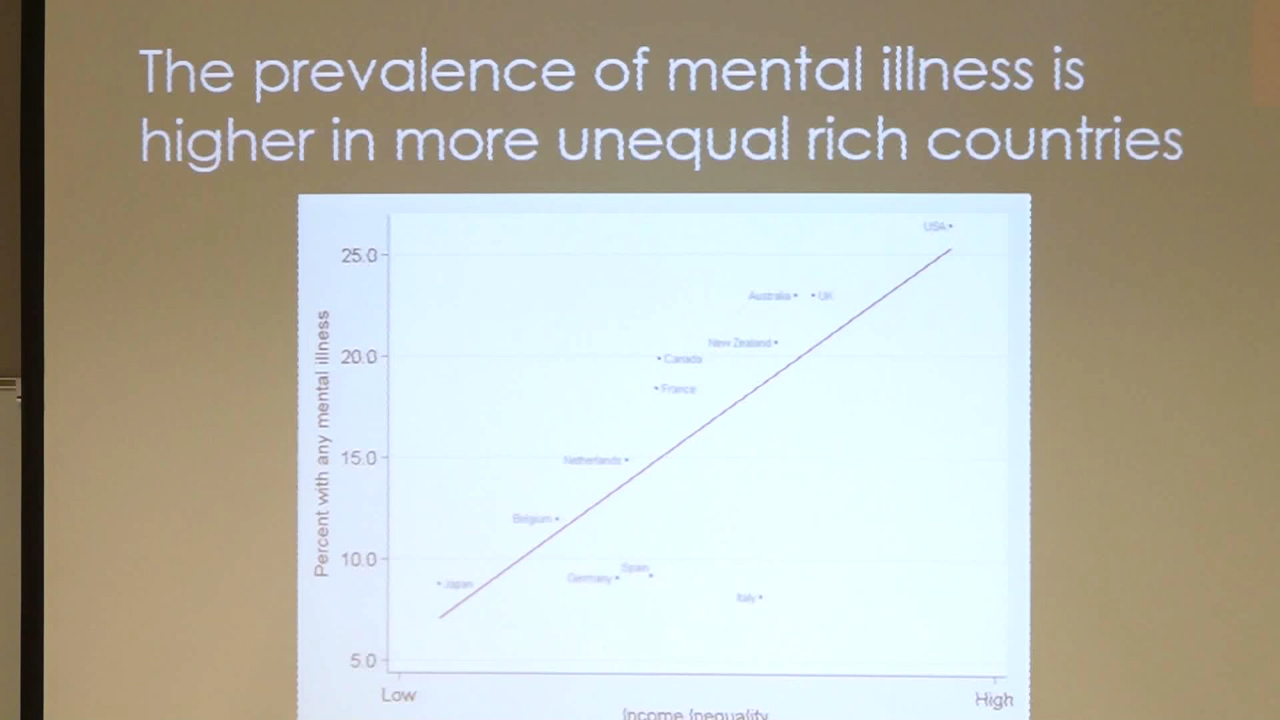 The prevalence of mental illness is
higher in more unequal rich countries
USA
25.0
Australia
UK
New Zealand
20.0
Canada
France
Percent with any mental illness
15.0
Netherlands
Belgium
10.0
Japan
Germany
Spain
Italy
5.0
Low
High
Income Inequality